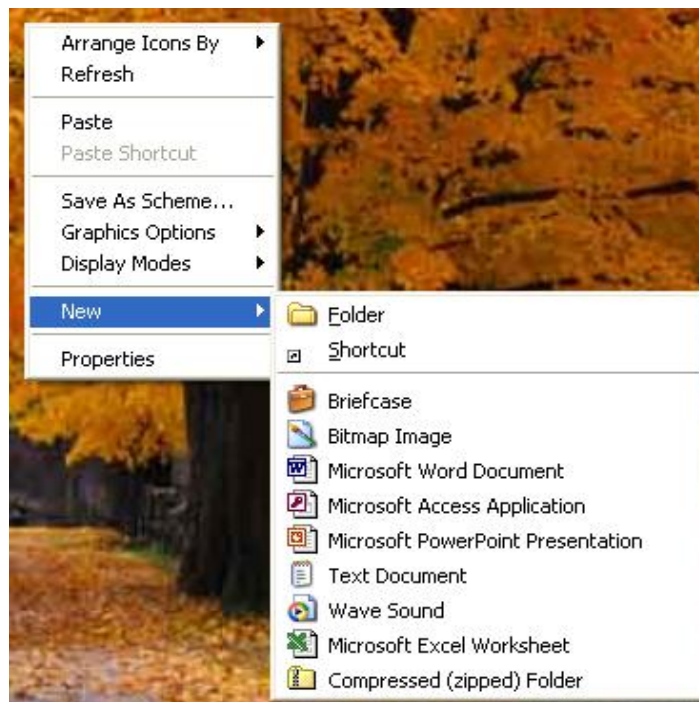 Arrange Icons By
Refresh
Paste
Paste Shortcut
Save As Scheme...
Graphics Options
Display Modes
New
Properties
Folder
Shortcut
Briefcase
Bitmap Image
Microsoft Word Document
Microsoft Access Application
Microsoft PowerPoint Presentation
Text Document
Wave Sound
Microsoft Excel Worksheet
Compressed (zipped) Folder